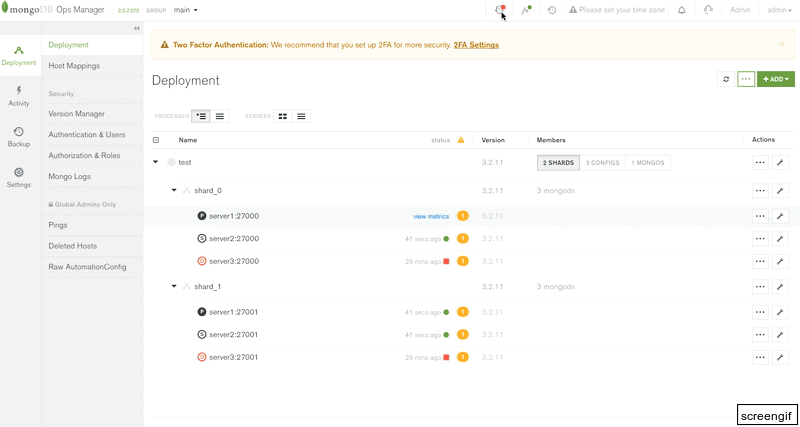 mongoDB Ops Manager 2.0.7.372 GROUP main Please set your time zone Admin admin
Two Factor Authentication: We recommend that you set up 2FA for more security. 2FA Settings
Deployment
Activity
Backup
Settings
Deployment
Host Mappings
Security
Version Manager
Authentication & Users
Authorization & Roles
Mongo Logs
Global Admins Only
Pings
Deleted Hosts
Raw AutomationConfig
Deployment
+ ADD
PROCESSES SERVERS
Name status Version Members Actions
test 3.2.11 2 SHARDS 3 CONFIGS 1 MONGOS
shard_0 3.2.11 3 mongods
P server1:27000 view metrics 1 3.2.11
S server2:27000 41 secs ago 1 3.2.11
server3:27000 25 mins ago 1 3.2.11
shard_1 3.2.11 3 mongods
P server1:27001 41 secs ago 1 3.2.11
S server2:27001 41 secs ago 1 3.2.11
server3:27001 25 mins ago 1 3.2.11
screengif